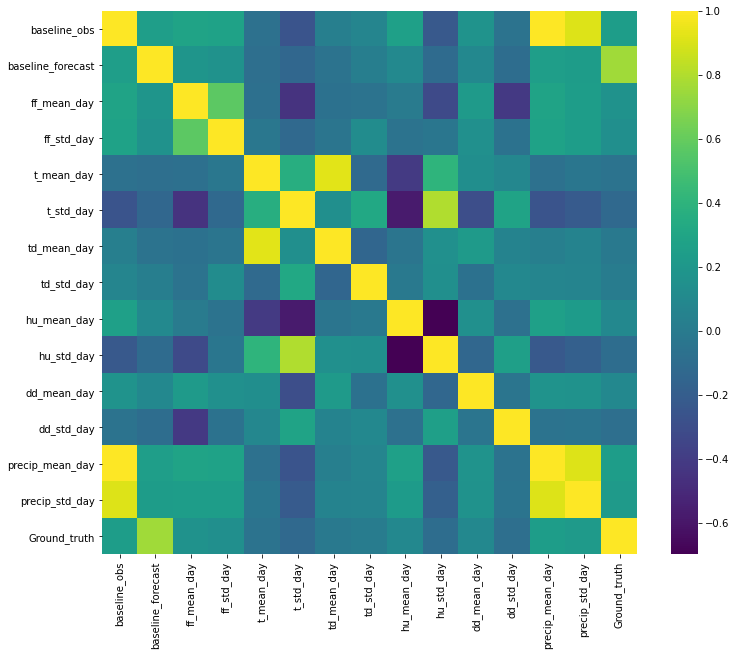 baseline_obs
baseline_forecast
ff_mean_day
ff_std_day
t_mean_day
t_std_day
td_mean_day
td_std_day
hu_mean_day
hu_std_day
dd_mean_day
dd_std_day
precip_mean_day
precip_std_day
Ground_truth
baseline_obs
baseline_forecast
ff_mean_day
ff_std_day
t_mean_day
t_std_day
td_mean_day
td_std_day
hu_mean_day
hu_std_day
dd_mean_day
dd_std_day
precip_mean_day
precip_std_day
Ground_truth
1.0
0.8
0.6
0.4
0.2
0.0
−0.2
−0.4
−0.6